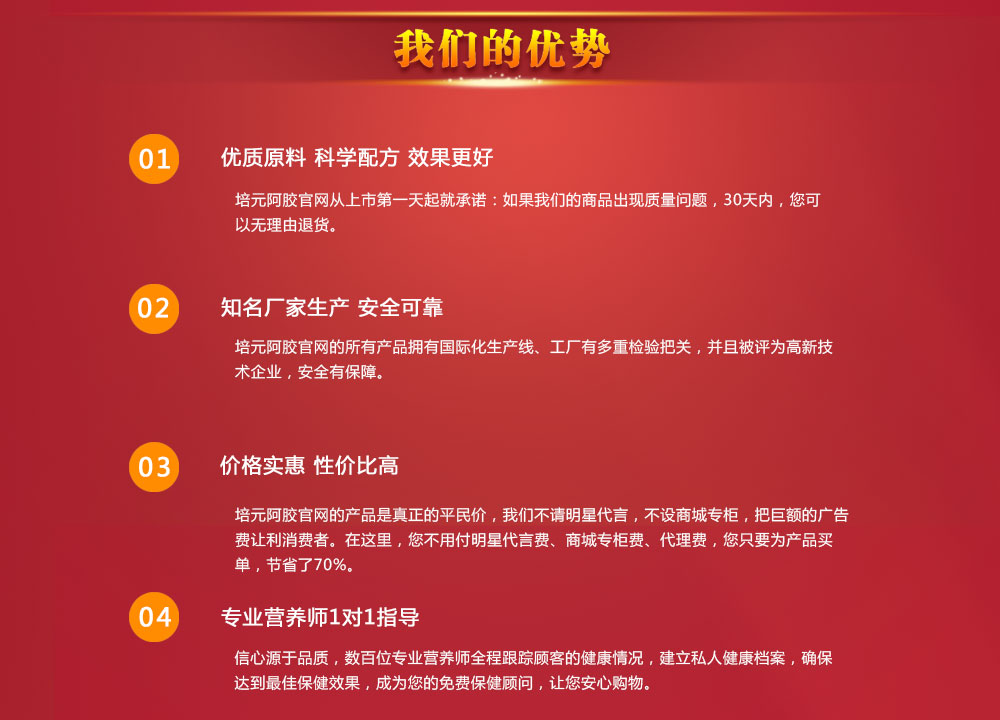 我们的优势
01
优质原料 科学配方 效果更好
培元阿胶官网从上市第一天起就承诺：如果我们的商品出现质量问题，30天内，您可
以无理由退货。
02
知名厂家生产 安全可靠
培元阿胶官网的所有产品拥有国际化生产线、工厂有多重检验把关，并且被评为高新技
术企业，安全有保障。
03
价格实惠 性价比高
培元阿胶官网的产品是真正的平民价，我们不请明星代言，不设商城专柜，把巨额的广告
费让利消费者。在这里，您不用付明星代言费、商城专柜费、代理费，您只要为产品买
单，节省了70%。
04
专业营养师1对1指导
信心源于品质，数百位专业营养师全程跟踪顾客的健康情况，建立私人健康档案，确保
达到最佳保健效果，成为您的免费保健顾问，让您安心购物。